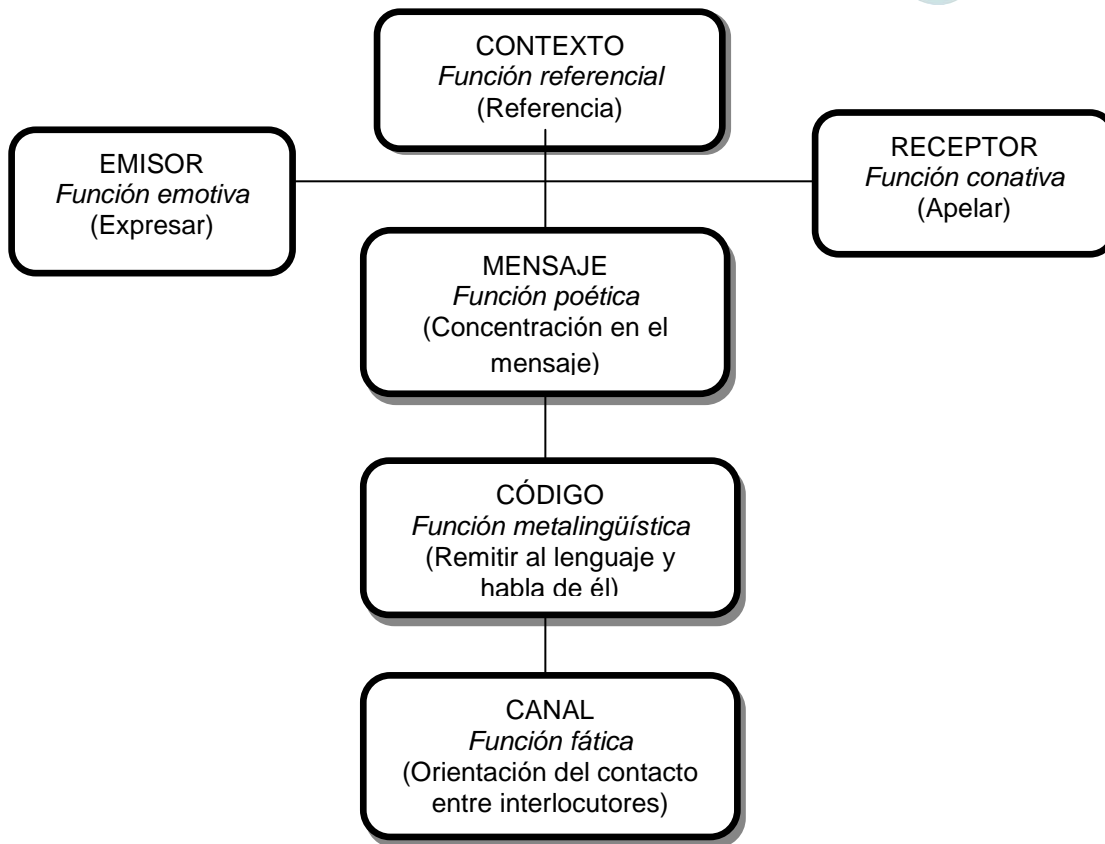 CONTEXTO
Función referencial
(Referencia)
EMISOR
Función emotiva
(Expresar)
RECEPTOR
Función conativa
(Apelar)
MENSAJE
Función poética
(Concentración en el
mensaje)
CÓDIGO
Función metalingüística
(Remitir al lenguaje y
habla de él)
CANAL
Función fática
(Orientación del contacto
entre interlocutores)